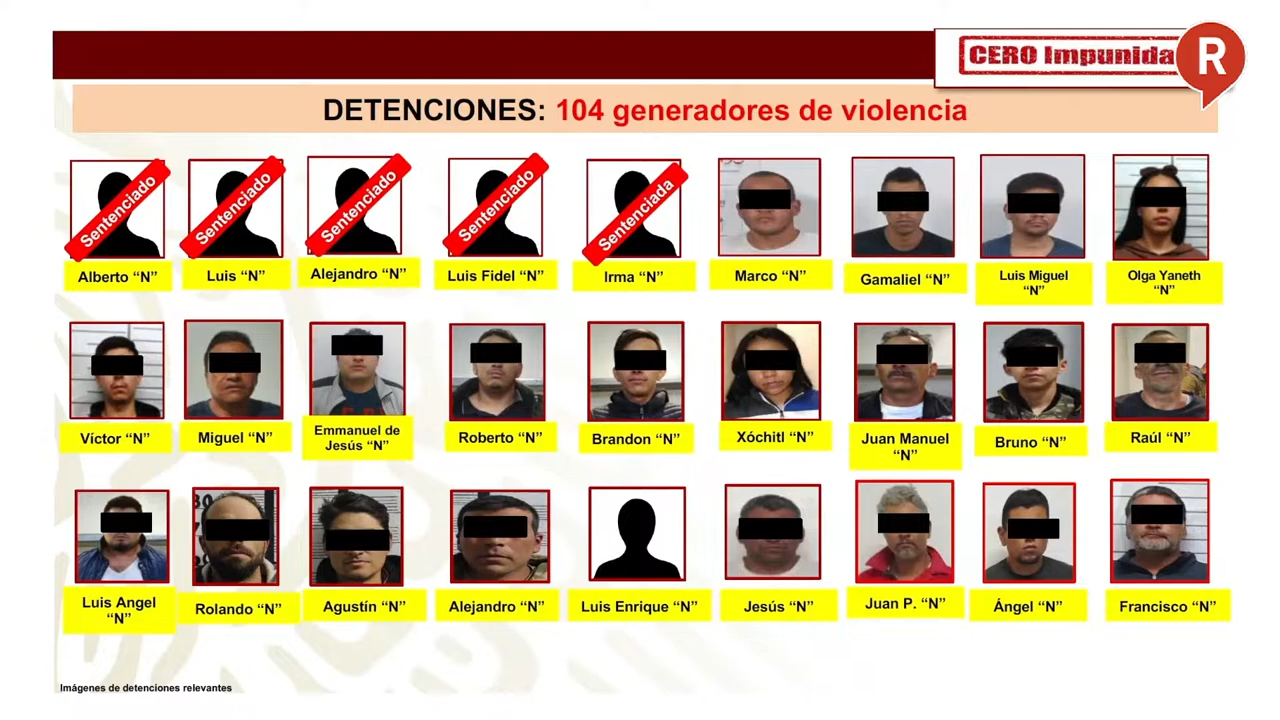 CERO Impunida
R
DETENCIONES: 104 generadores de violencia
Sentenciado
Sentenciado
Sentenciado
Sentenciado
Sentenciada
Alberto “N”
Luis “N”
Alejandro “N”
Luis Fidel “N”
Irma “N”
Marco “N”
Gamaliel “N”
Luis Miguel
“N”
Olga Yaneth
“N”
Víctor “N”
Miguel “N”
Emmanuel de
Jesús “N”
Roberto “N”
Brandon “N”
Xóchitl “N”
Juan Manuel
“N”
Bruno “N”
Raúl “N”
Luis Angel
“N”
Rolando “N”
Agustín “N”
Alejandro “N”
Luis Enrique “N”
Jesús “N”
Juan P. “N”
Ángel “N”
Francisco “N”
Imágenes de detenciones relevantes